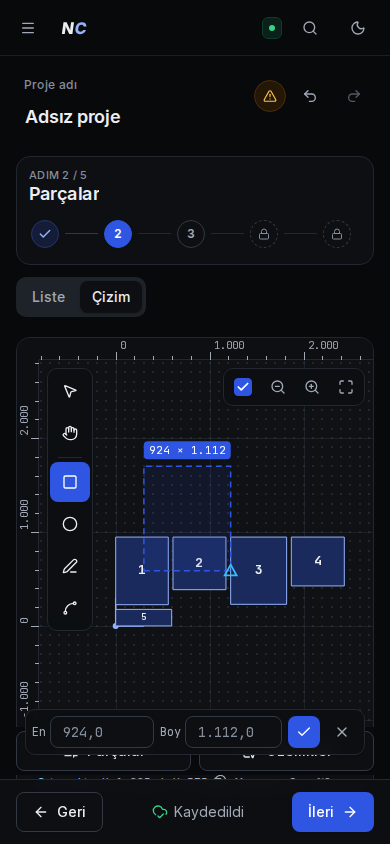 NC
Proje adı
Adsız proje
ADIM 2 / 5
Parçalar
2
3
Liste
Çizim
0
1.000
2.000
2.000
924 × 1.112
1.000
1
2
3
4
5
0
-1.000
En
924,0
Boy
1.112,0
Geri
Kaydedildi
İleri